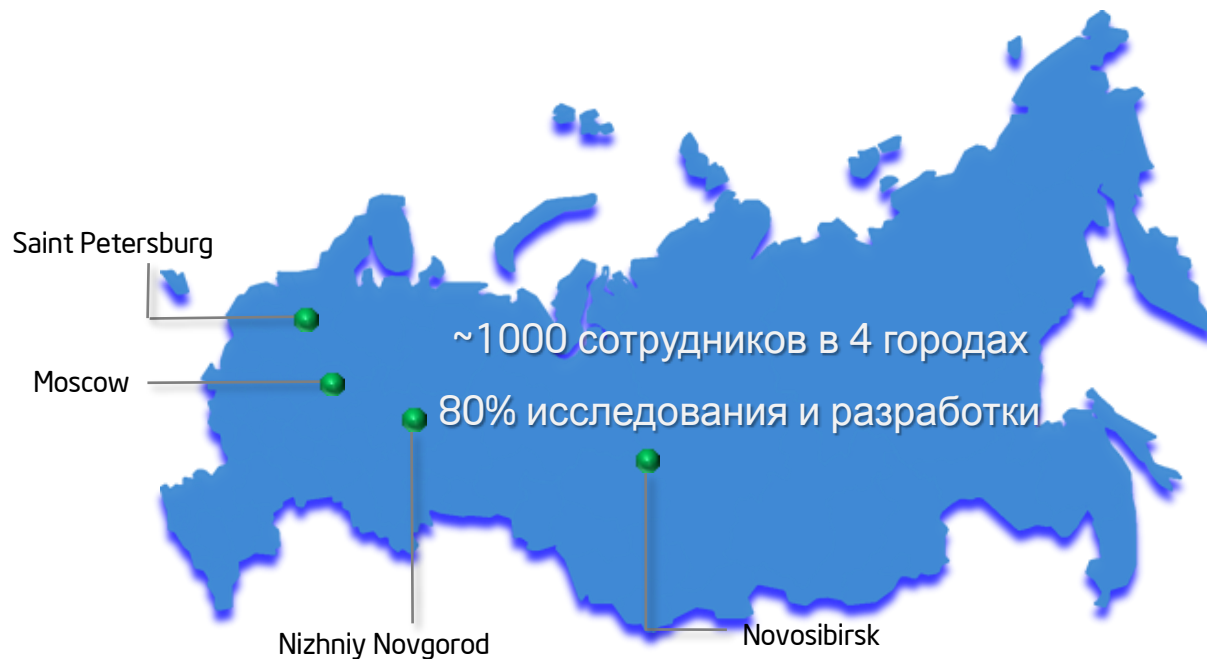 Saint Petersburg
~1000 сотрудников в 4 городах
Moscow
80% исследования и разработки
Nizhniy Novgorod
Novosibirsk